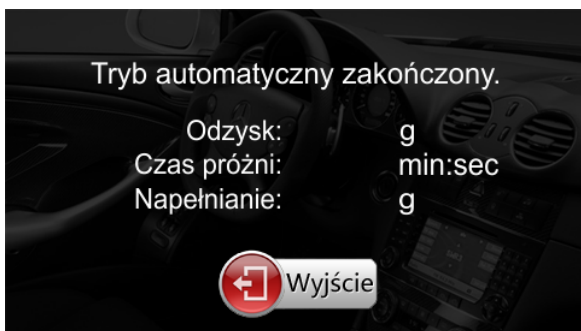 Tryb automatyczny zakończony.
Odzysk: g
Czas próżni: min:sec
Napełnianie: g
Wyjście